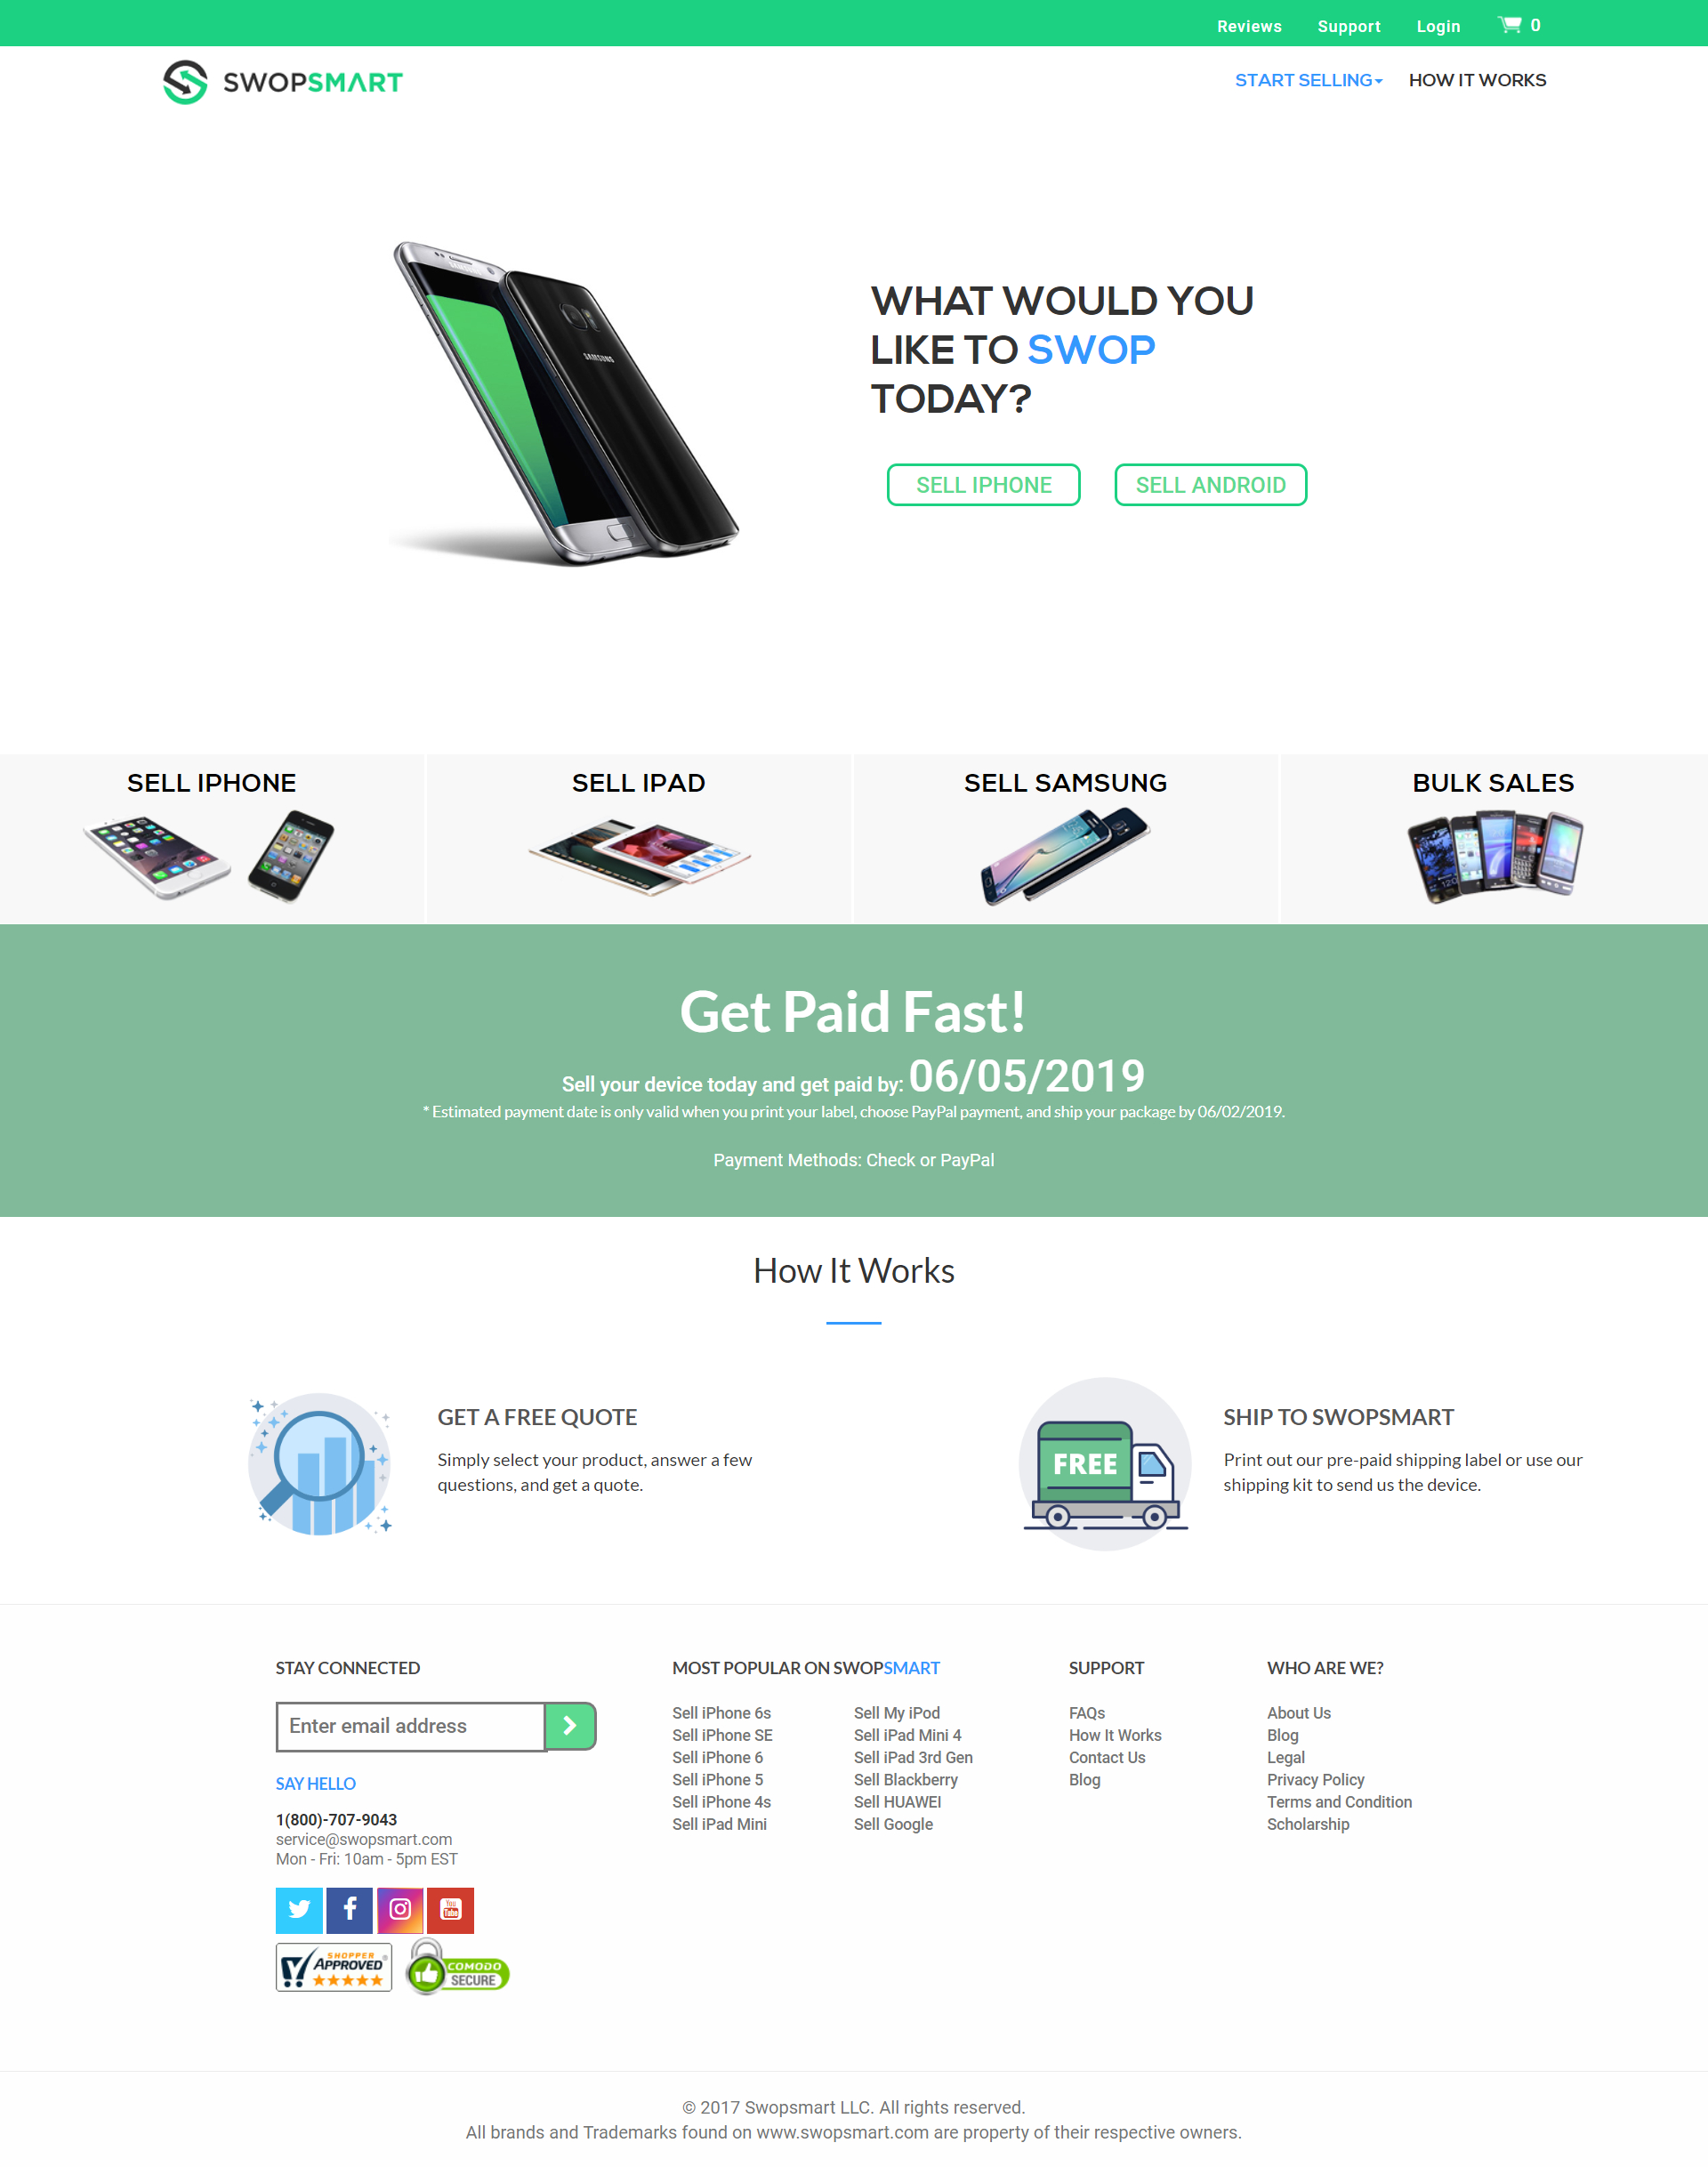 Reviews Support Login 0
SWOPSMART
START SELLING HOW IT WORKS
SAMSUNG
WHAT WOULD YOU
LIKE TO SWOP
TODAY?
SELL IPHONE SELL ANDROID
SELL IPHONE SELL IPAD SELL SAMSUNG BULK SALES
Get Paid Fast!
Sell your device today and get paid by: 06/05/2019
* Estimated payment date is only valid when you print your label, choose PayPal payment, and ship your package by 06/02/2019.
Payment Methods: Check or PayPal
How It Works
GET A FREE QUOTE
Simply select your product, answer a few
questions, and get a quote.
FREE
SHIP TO SWOPSMART
Print out our pre-paid shipping label or use our
shipping kit to send us the device.
STAY CONNECTED
Enter email address
SAY HELLO
1(800)-707-9043
service@swopsmart.com
Mon - Fri: 10am - 5pm EST
You
Tube
SHOPPER
APPROVED®
COMODO
SECURE
MOST POPULAR ON SWOPSMART
Sell iPhone 6s
Sell iPhone SE
Sell iPhone 6
Sell iPhone 5
Sell iPhone 4s
Sell iPad Mini
Sell My iPod
Sell iPad Mini 4
Sell iPad 3rd Gen
Sell Blackberry
Sell HUAWEI
Sell Google
SUPPORT
FAQs
How It Works
Contact Us
Blog
WHO ARE WE?
About Us
Blog
Legal
Privacy Policy
Terms and Condition
Scholarship
© 2017 Swopsmart LLC. All rights reserved.
All brands and Trademarks found on www.swopsmart.com are property of their respective owners.